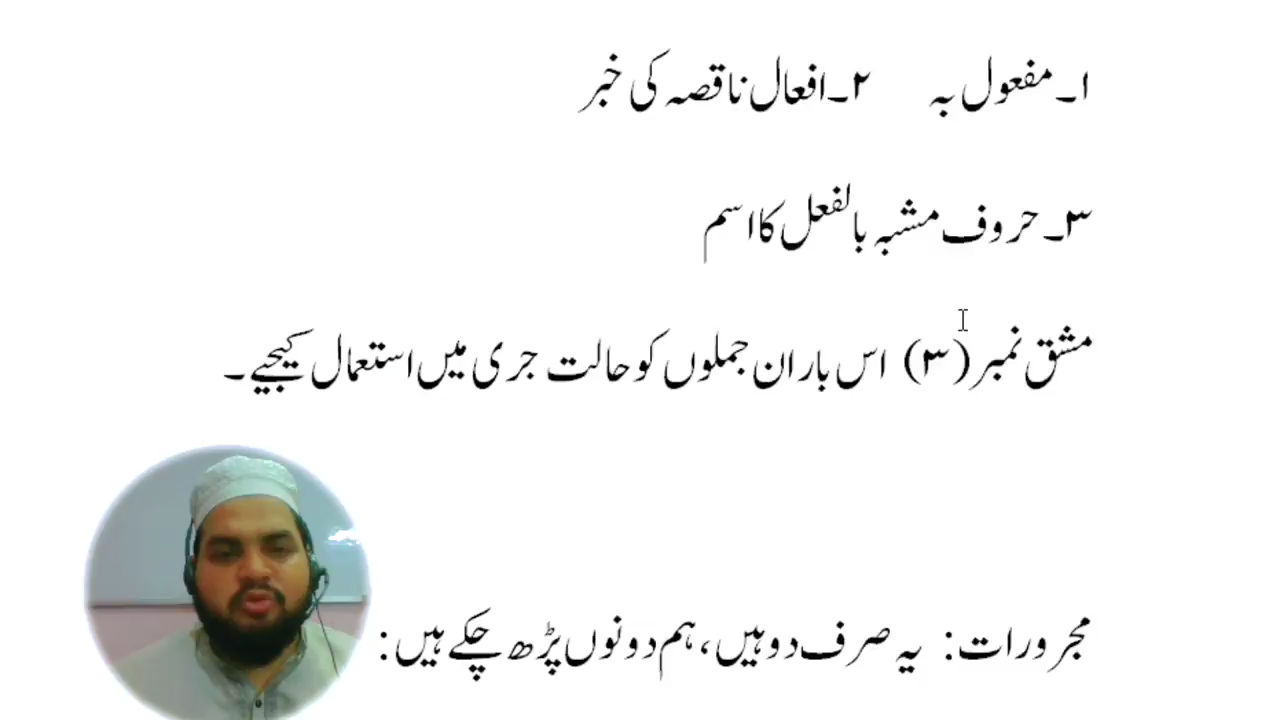 ۱۔ مفعول بہ ۲۔ افعال ناقصہ کی خبر
۳۔ حروف مشبہ بالفعل کا اسم
مشق نمبر (۳) اس بار ان جملوں کو حالت جری میں استعمال کیجیے۔
مجرورات: یہ صرف دو ہیں، ہم دونوں پڑھ چکے ہیں: